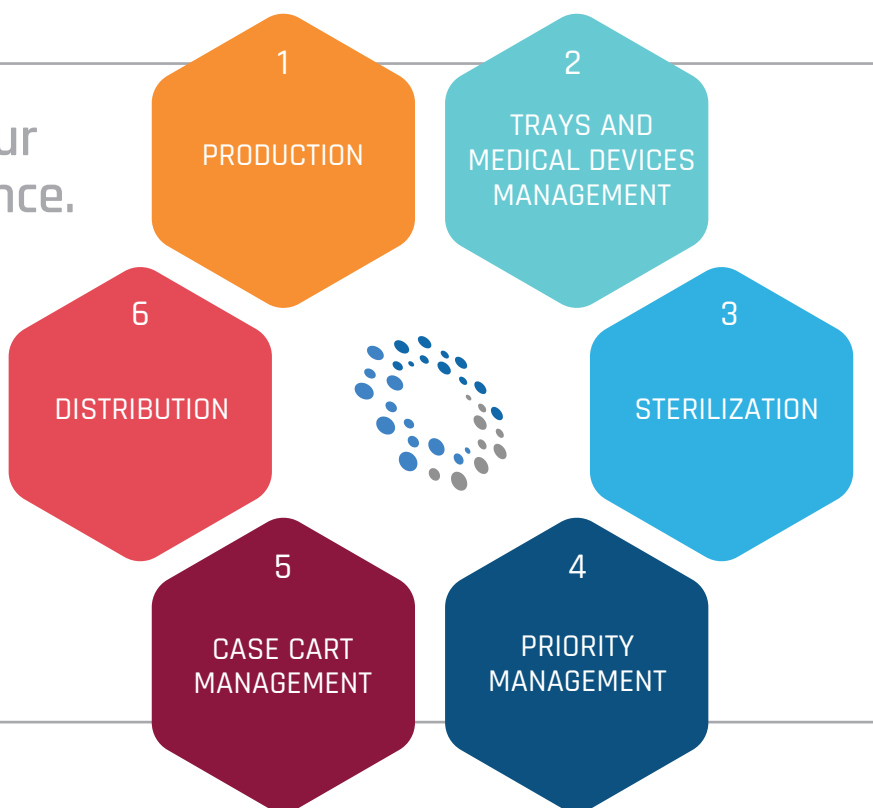 1
PRODUCTION
2
TRAYS AND
MEDICAL DEVICES
MANAGEMENT
3
STERILIZATION
4
PRIORITY
MANAGEMENT
5
CASE CART
MANAGEMENT
6
DISTRIBUTION